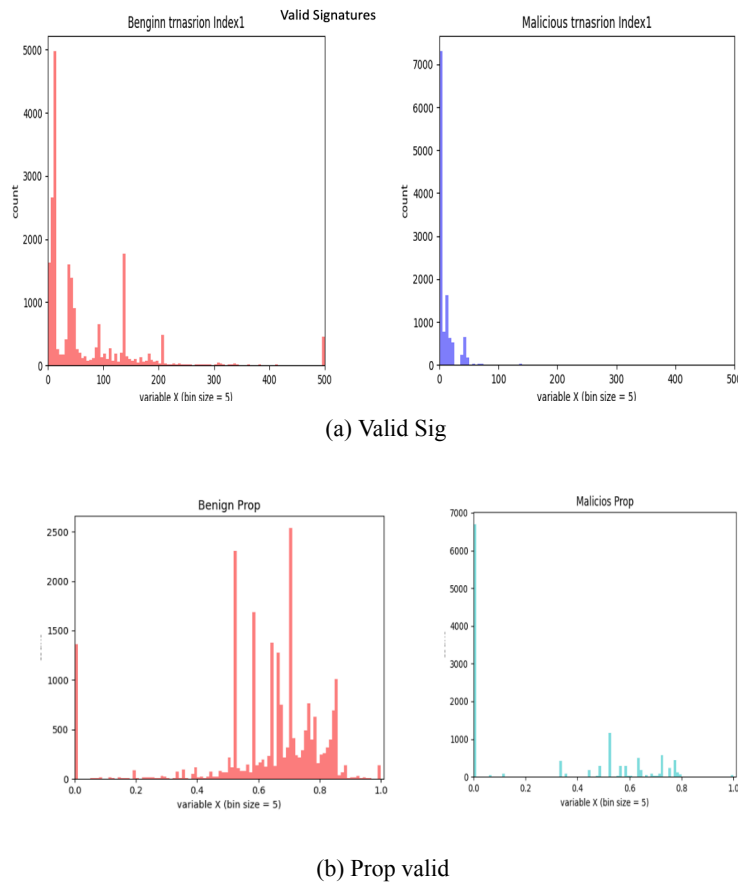 Valid Signatures
Benginn trnasrion Index1
Malicious trnasrion Index1
5000
4000
3000
2000
1000
0
count
0 100 200 300 400 500
variable X (bin size = 5)
7000
6000
5000
4000
3000
2000
1000
0
count
0 100 200 300 400 500
variable X (bin size = 5)
(a) Valid Sig
Benign Prop
2500
2000
1500
1000
500
0
0.0 0.2 0.4 0.6 0.8 1.0
variable X (bin size = 5)
Malicios Prop
7000
6000
5000
4000
3000
2000
1000
0
0.0 0.2 0.4 0.6 0.8 1.0
variable X (bin size = 5)
(b) Prop valid